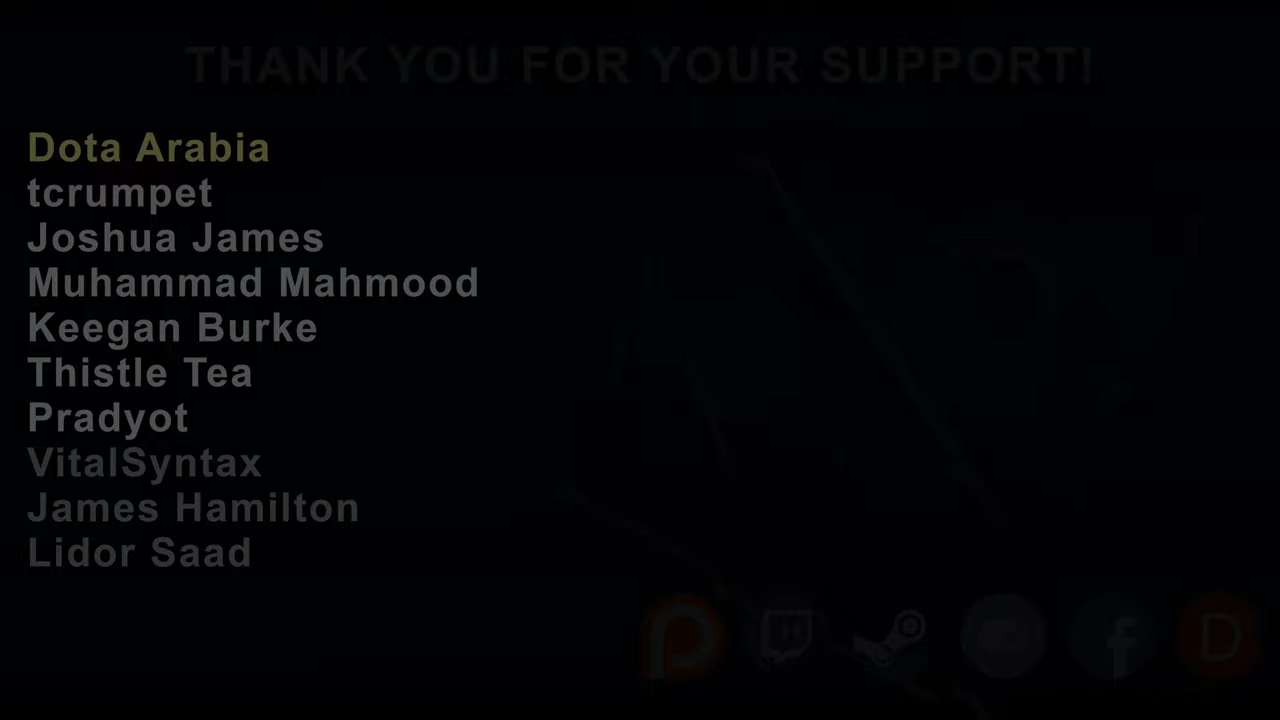 THANK YOU FOR YOUR SUPPORT!
Dota Arabia
tcrumpet
Joshua James
Muhammad Mahmood
Keegan Burke
Thistle Tea
Pradyot
VitalSyntax
James Hamilton
Lidor Saad